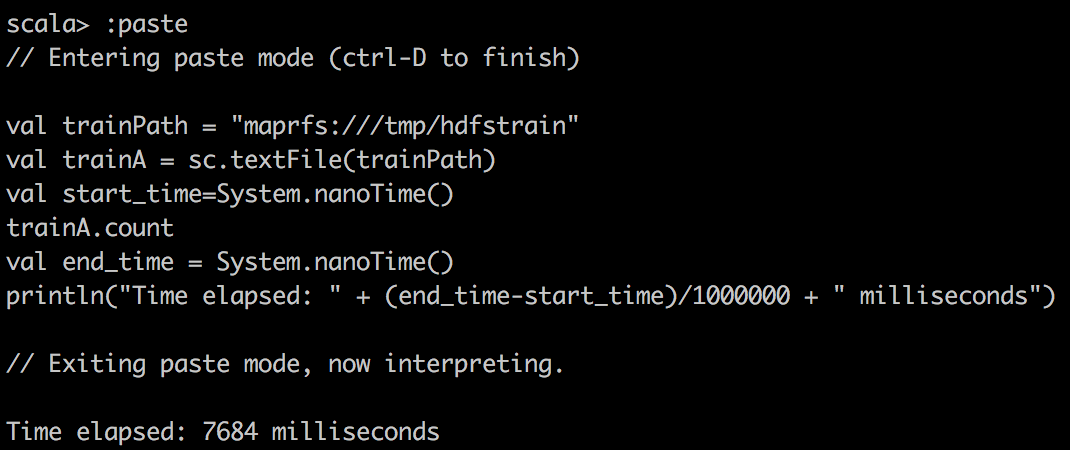 scala> :paste
// Entering paste mode (ctrl-D to finish)
val trainPath = "maprfs:///tmp/hdfstrain"
val trainA = sc.textFile(trainPath)
val start_time=System.nanoTime()
trainA.count
val end_time = System.nanoTime()
println("Time elapsed: " + (end_time-start_time)/1000000 + " milliseconds")
// Exiting paste mode, now interpreting.
Time elapsed: 7684 milliseconds